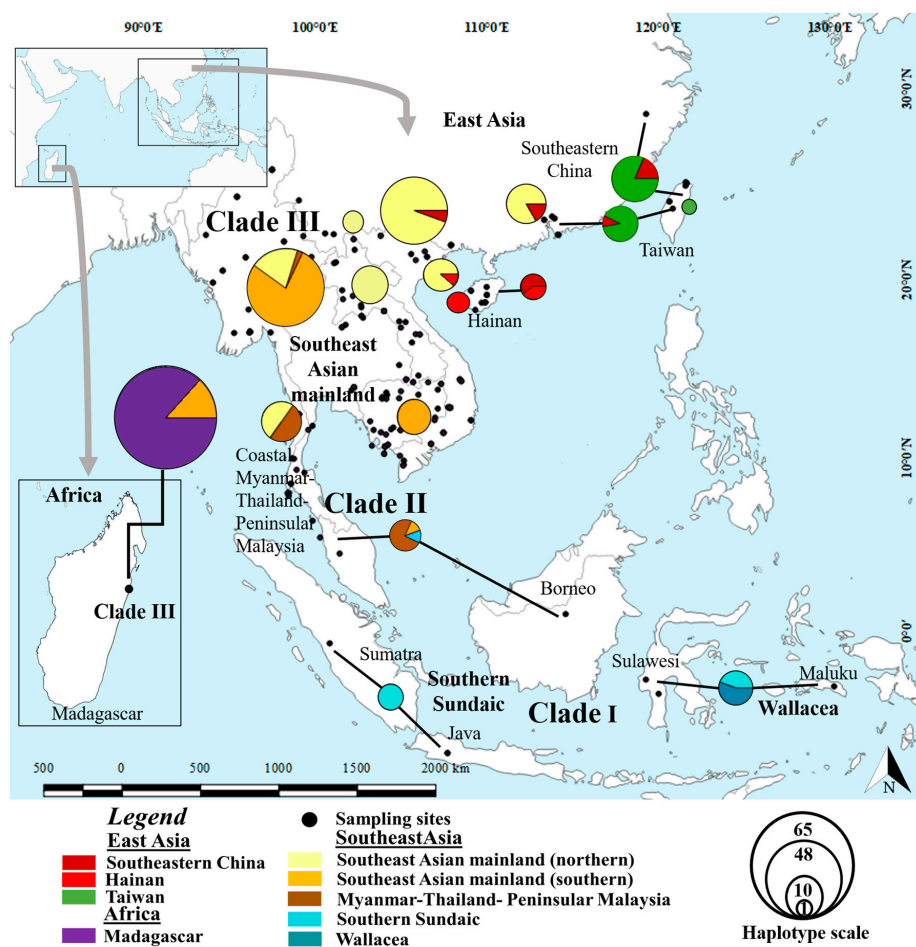 90°0'E 100°0'E 110°0'E 120°0'E 130°0'E
30°0'N
East Asia
Southeastern
China
Clade III
Taiwan
20°0'N
Hainan
Southeast
Asian
mainland
Coastal
Myanmar-
Thailand-
Peninsular
Malaysia
10°0'N
Africa
Clade II
Clade III
Borneo
0°0'
Sumatra
Sulawesi
Maluku
Southern
Sundaic
Clade I
Wallacea
Madagascar
Java
500 0 500 1000 1500 2000 km
N
Legend
East Asia
Southeastern China
Hainan
Taiwan
Africa
Madagascar
Sampling sites
SoutheastAsia
Southeast Asian mainland (northern)
Southeast Asian mainland (southern)
Myanmar-Thailand- Peninsular Malaysia
Southern Sundaic
Wallacea
65
48
10
1
Haplotype scale